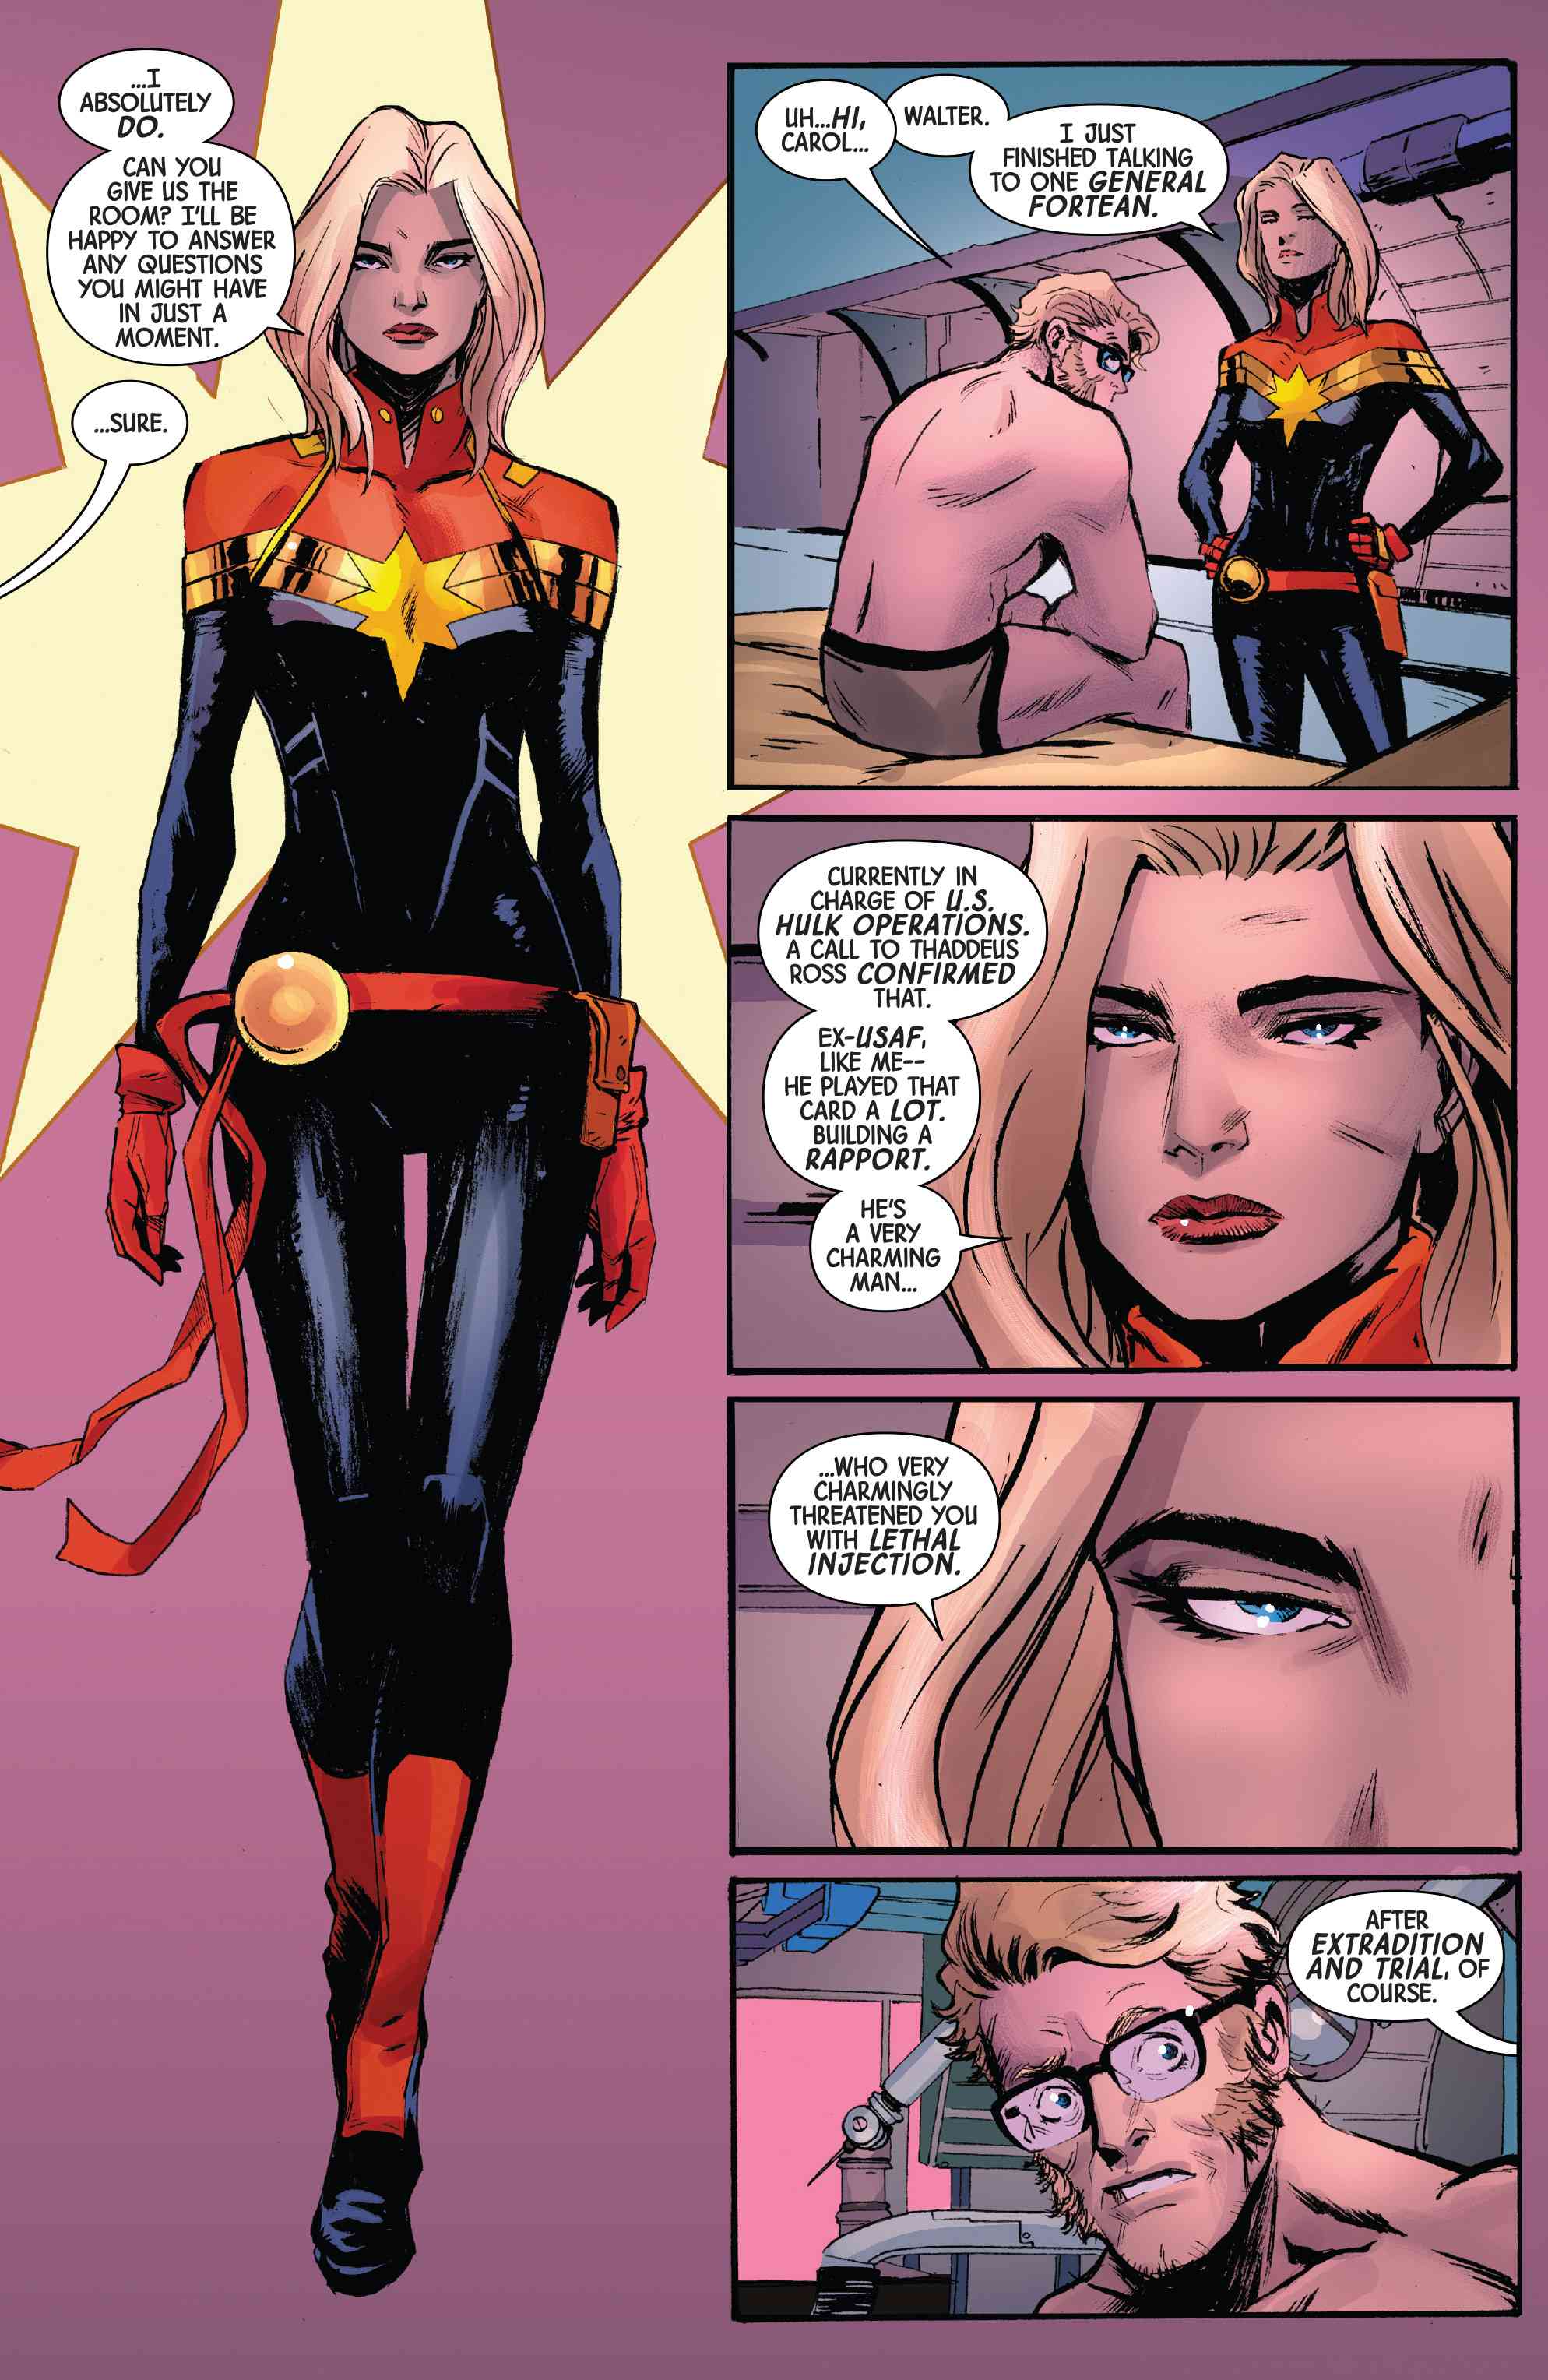 ...I
ABSOLUTELY
DO.
CAN YOU
GIVE US THE
ROOM? I'LL BE
HAPPY TO ANSWER
ANY QUESTIONS
YOU MIGHT HAVE
IN JUST A
MOMENT.
...SURE.
UH...HI,
CAROL...
WALTER.
I JUST
FINISHED TALKING
TO ONE GENERAL
FORTEAN.
CURRENTLY IN
CHARGE OF U.S.
HULK OPERATIONS.
A CALL TO THADDEUS
ROSS CONFIRMED
THAT.
EX-USAF,
LIKE ME--
HE PLAYED THAT
CARD A LOT.
BUILDING A
RAPPORT.
HE'S
A VERY
CHARMING
MAN...
...WHO VERY
CHARMINGLY
THREATENED YOU
WITH LETHAL
INJECTION.
AFTER
EXTRADITION
AND TRIAL, OF
COURSE.